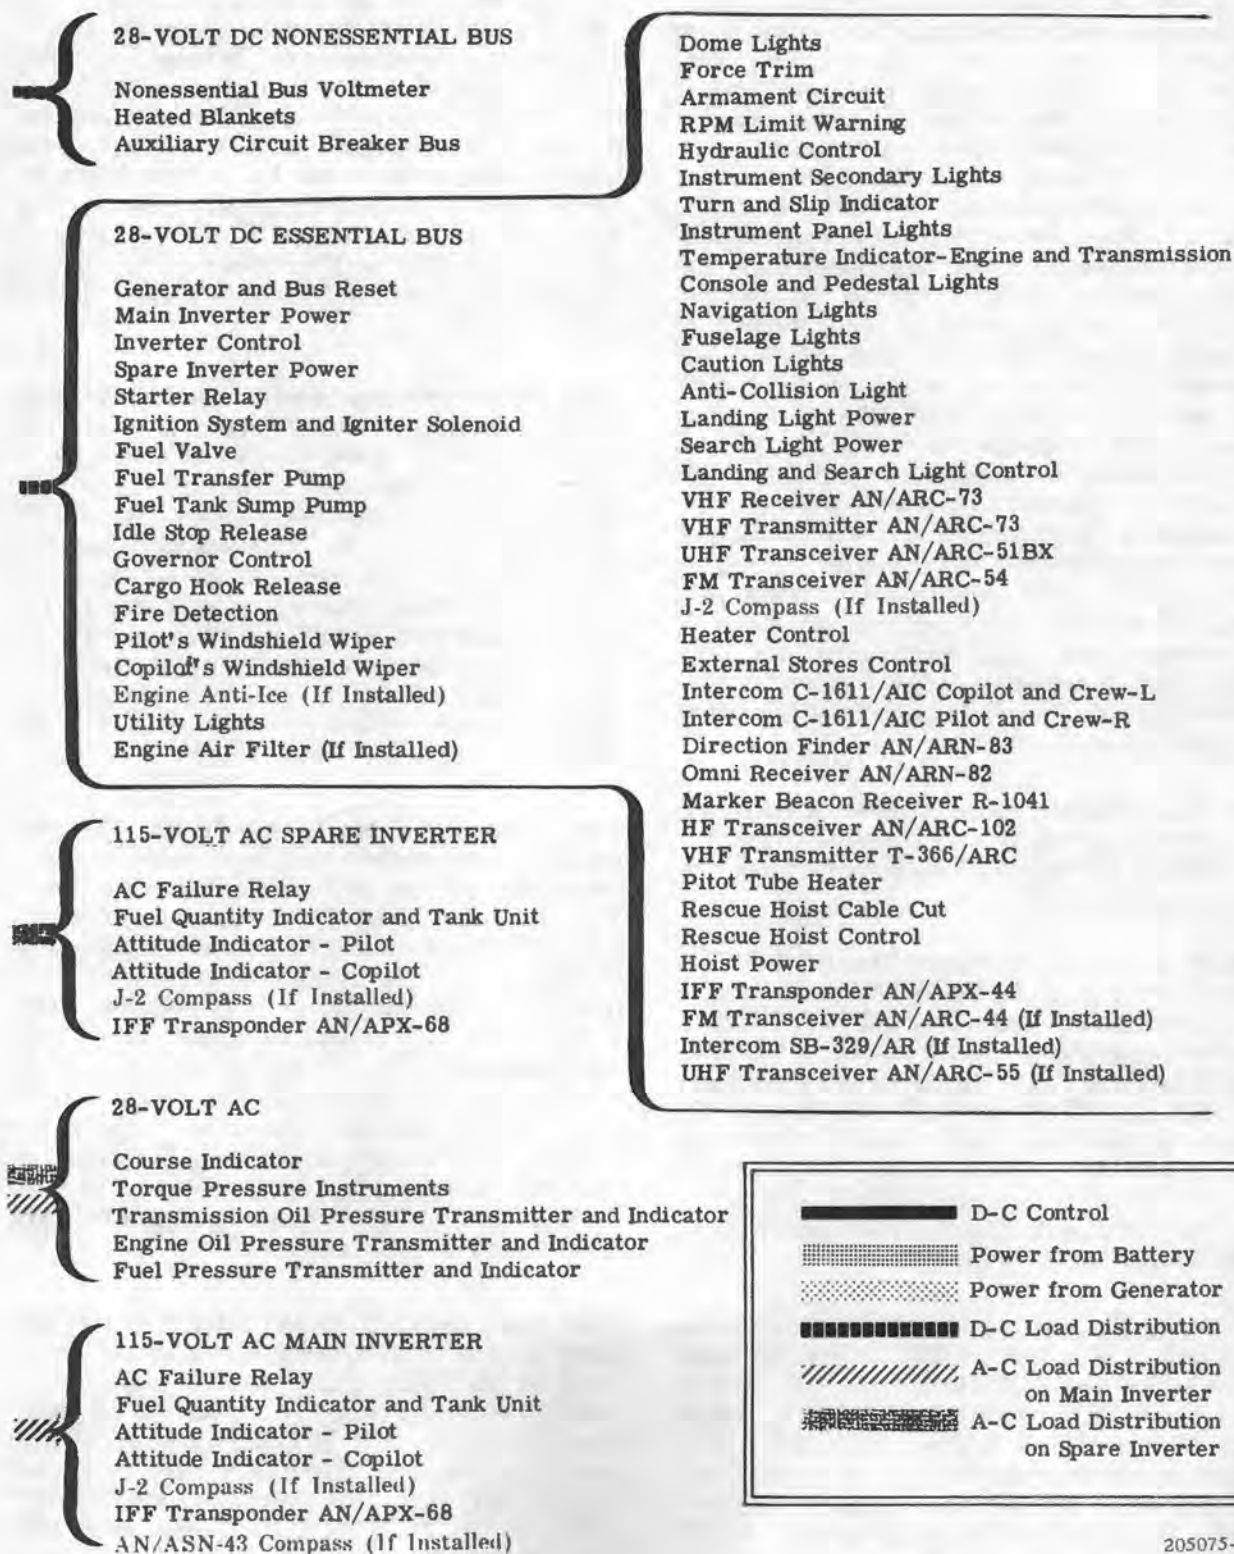 28-VOLT DC NONESSENTIAL BUS
Nonessential Bus Voltmeter
Heated Blankets
Auxiliary Circuit Breaker Bus
28-VOLT DC ESSENTIAL BUS
Generator and Bus Reset
Main Inverter Power
Inverter Control
Spare Inverter Power
Starter Relay
Ignition System and Igniter Solenoid
Fuel Valve
Fuel Transfer Pump
Fuel Tank Sump Pump
Idle Stop Release
Governor Control
Cargo Hook Release
Fire Detection
Pilot's Windshield Wiper
Copilot's Windshield Wiper
Engine Anti-Ice (If Installed)
Utility Lights
Engine Air Filter (If Installed)
Dome Lights
Force Trim
Armament Circuit
RPM Limit Warning
Hydraulic Control
Instrument Secondary Lights
Turn and Slip Indicator
Instrument Panel Lights
Temperature Indicator-Engine and Transmission
Console and Pedestal Lights
Navigation Lights
Fuselage Lights
Caution Lights
Anti-Collision Light
Landing Light Power
Search Light Power
Landing and Search Light Control
VHF Receiver AN/ARC-73
VHF Transmitter AN/ARC-73
UHF Transceiver AN/ARC-51BX
FM Transceiver AN/ARC-54
J-2 Compass (If Installed)
Heater Control
External Stores Control
Intercom C-1611/AIC Copilot and Crew-L
Intercom C-1611/AIC Pilot and Crew-R
Direction Finder AN/ARN-83
Omni Receiver AN/ARN-82
Marker Beacon Receiver R-1041
HF Transceiver AN/ARC-102
VHF Transmitter T-366/ARC
Pitot Tube Heater
Rescue Hoist Cable Cut
Rescue Hoist Control
Hoist Power
IFF Transponder AN/APX-44
FM Transceiver AN/ARC-44 (If Installed)
Intercom SB-329/AR (If Installed)
UHF Transceiver AN/ARC-55 (If Installed)
115-VOLT AC SPARE INVERTER
AC Failure Relay
Fuel Quantity Indicator and Tank Unit
Attitude Indicator - Pilot
Attitude Indicator - Copilot
J-2 Compass (If Installed)
IFF Transponder AN/APX-68
28-VOLT AC
Course Indicator
Torque Pressure Instruments
Transmission Oil Pressure Transmitter and Indicator
Engine Oil Pressure Transmitter and Indicator
Fuel Pressure Transmitter and Indicator
115-VOLT AC MAIN INVERTER
AC Failure Relay
Fuel Quantity Indicator and Tank Unit
Attitude Indicator - Pilot
Attitude Indicator - Copilot
J-2 Compass (If Installed)
IFF Transponder AN/APX-68
AN/ASN-43 Compass (If Installed)
D-C Control
Power from Battery
Power from Generator
D-C Load Distribution
A-C Load Distribution
on Main Inverter
A-C Load Distribution
on Spare Inverter
205075-